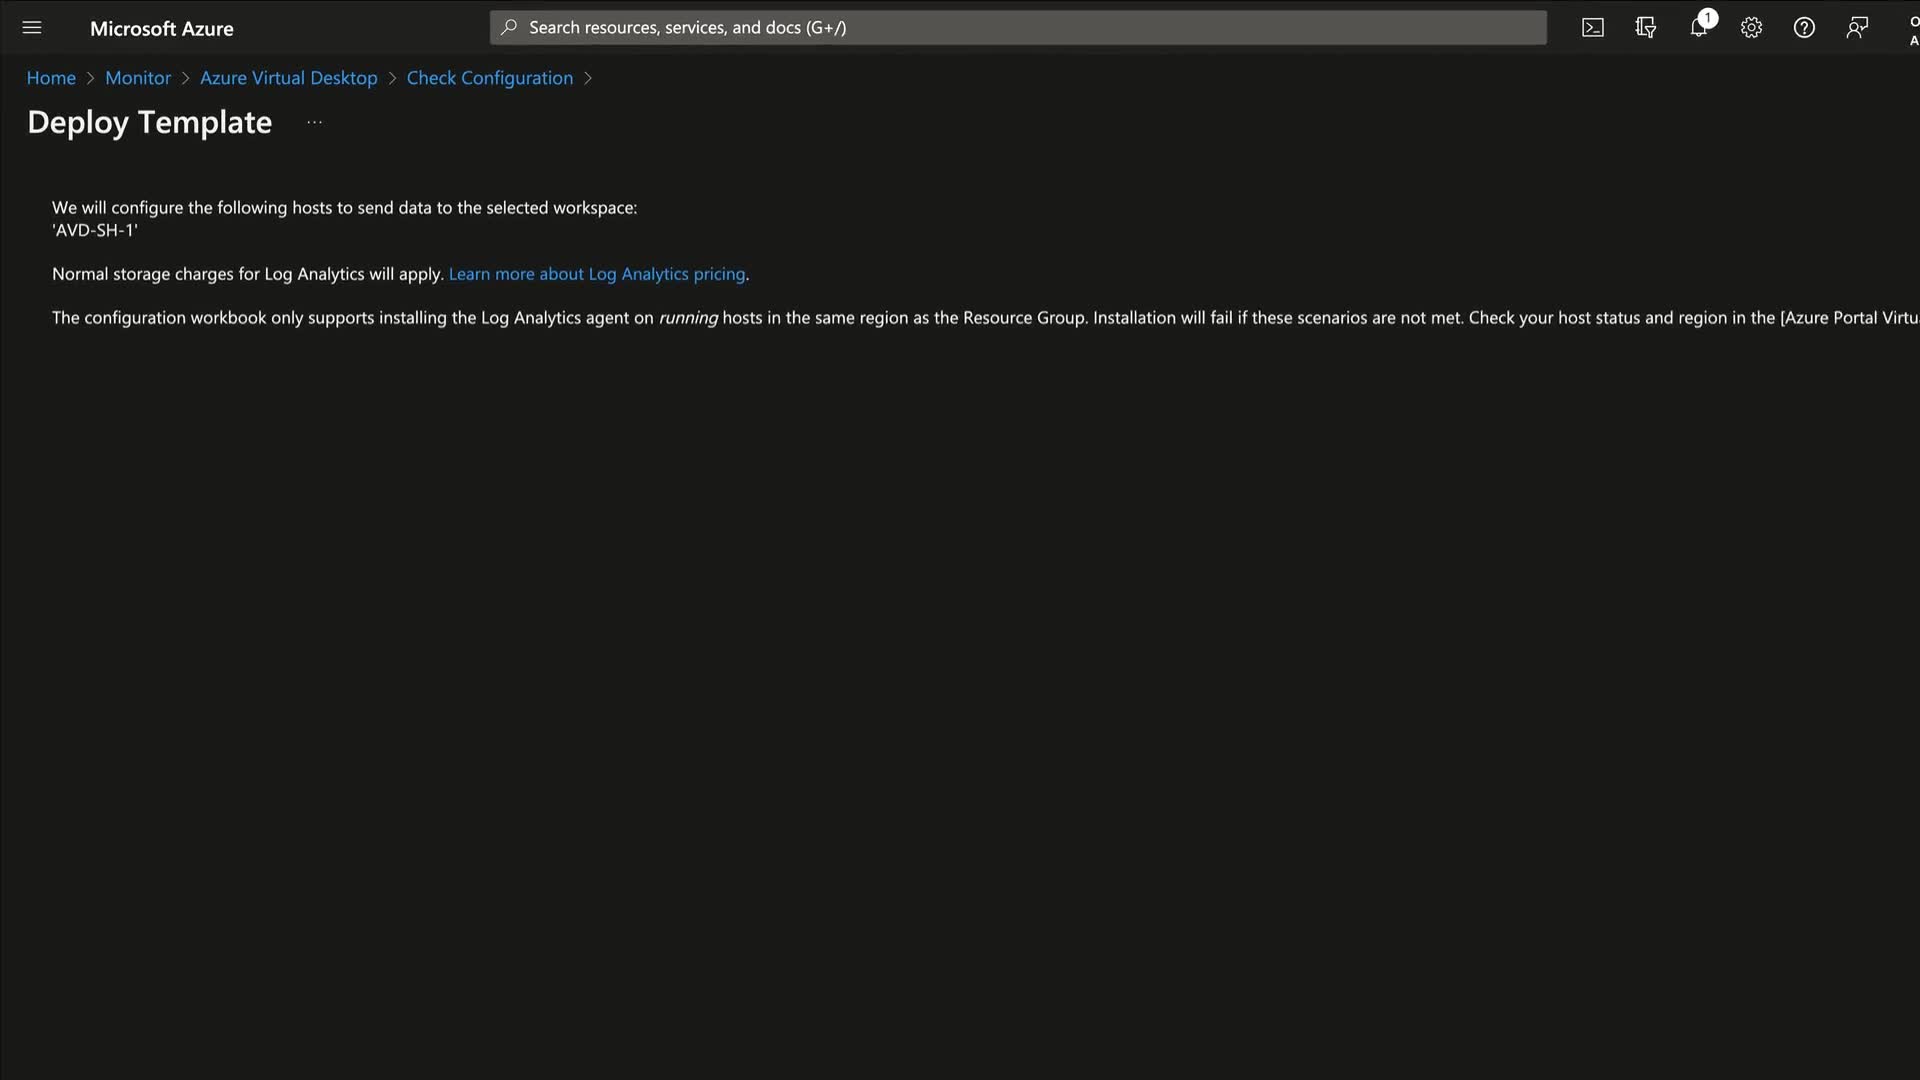 Microsoft Azure
Search resources, services, and docs (G+/)
1
Home > Monitor > Azure Virtual Desktop > Check Configuration >
Deploy Template ...
We will configure the following hosts to send data to the selected workspace:
'AVD-SH-1'
Normal storage charges for Log Analytics will apply. Learn more about Log Analytics pricing.
The configuration workbook only supports installing the Log Analytics agent on running hosts in the same region as the Resource Group. Installation will fail if these scenarios are not met. Check your host status and region in the [Azure Portal